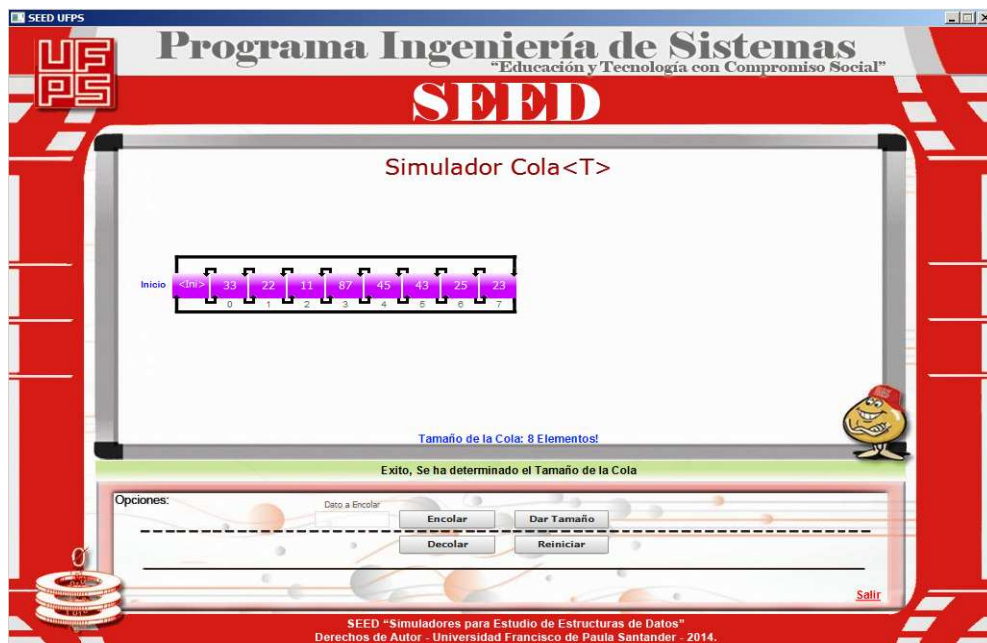 SEED UFPS
UFPS
Programa Ingeniería de Sistemas
“Educación y Tecnología con Compromiso Social”
SEED
Simulador Cola<T>
Inicio <Ini> 33 22 11 87 45 43 25 23
0 1 2 3 4 5 6 7
Tamaño de la Cola: 8 Elementos!
Exito, Se ha determinado el Tamaño de la Cola
Opciones:
Dato a Encolar
Encolar Dar Tamaño
Decolar Reiniciar
Salir
SEED “Simuladores para Estudio de Estructuras de Datos”
Derechos de Autor - Universidad Francisco de Paula Santander - 2014.